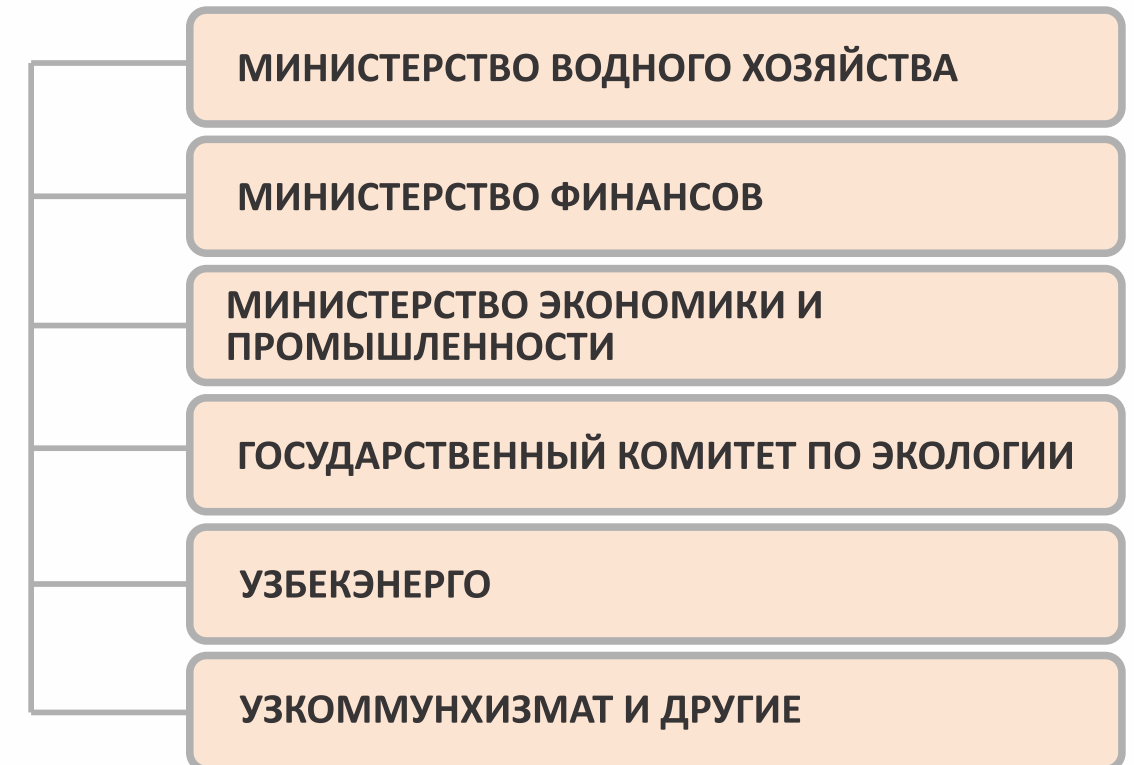 МИНИСТЕРСТВО ВОДНОГО ХОЗЯЙСТВА
МИНИСТЕРСТВО ФИНАНСОВ
МИНИСТЕРСТВО ЭКОНОМИКИ И
ПРОМЫШЛЕННОСТИ
ГОСУДАРСТВЕННЫЙ КОМИТЕТ ПО ЭКОЛОГИИ
УЗБЕКЭНЕРГО
УЗКОММУНХИЗМАТ И ДРУГИЕ